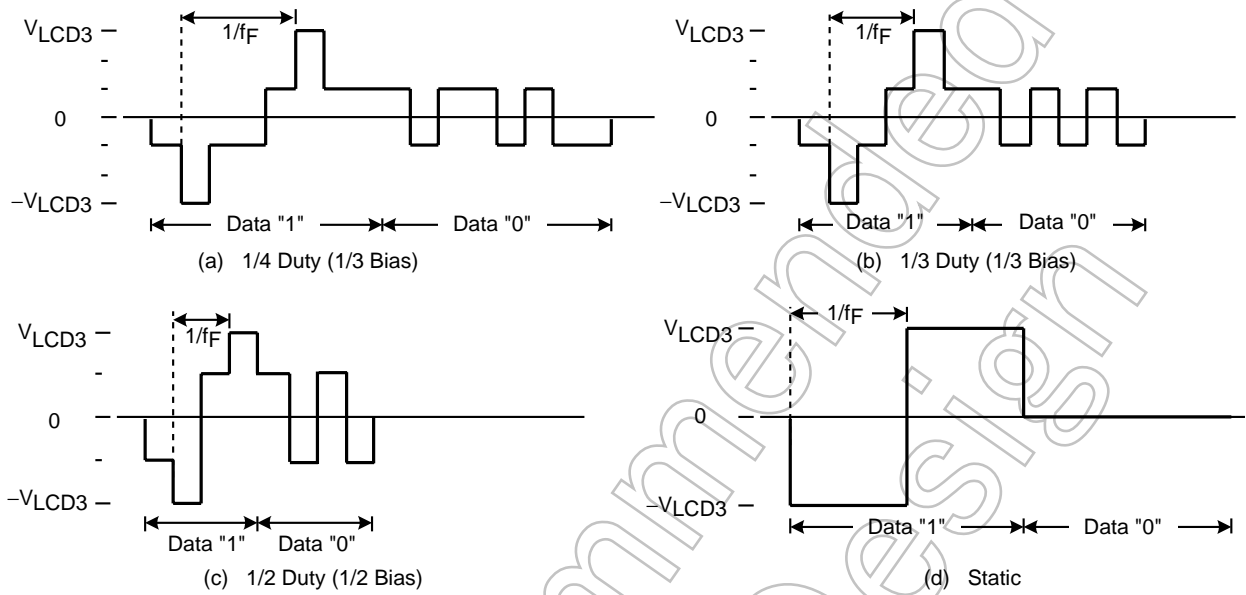 VLCD3
0
−VLCD3
1/fF
Data "1"
Data "0"
(a) 1/4 Duty (1/3 Bias)
VLCD3
0
−VLCD3
1/fF
Data "1"
Data "0"
(b) 1/3 Duty (1/3 Bias)
VLCD3
0
−VLCD3
1/fF
Data "1"
Data "0"
(c) 1/2 Duty (1/2 Bias)
VLCD3
0
−VLCD3
1/fF
Data "1"
Data "0"
(d) Static
mmended
esign